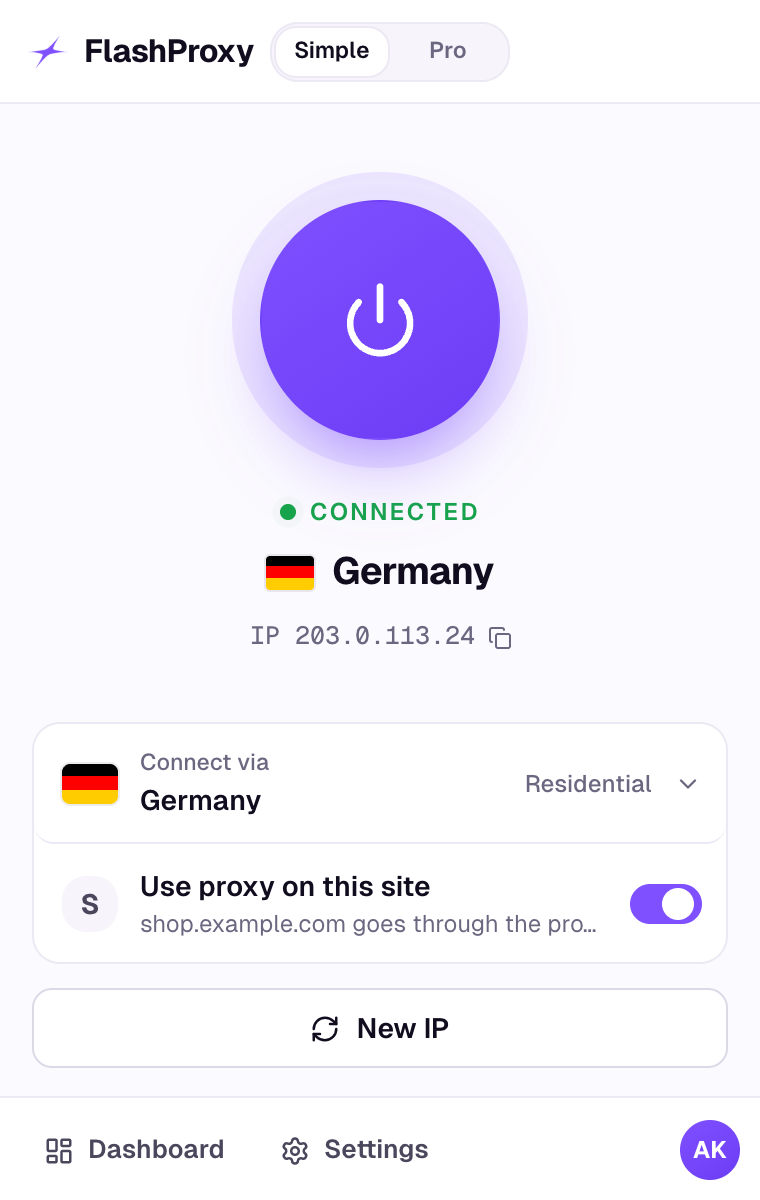 FlashProxy
Simple
Pro
CONNECTED
Germany
IP 203.0.113.24
Connect via
Germany
Residential
S
Use proxy on this site
shop.example.com goes through the pro...
New IP
Dashboard
Settings
AK